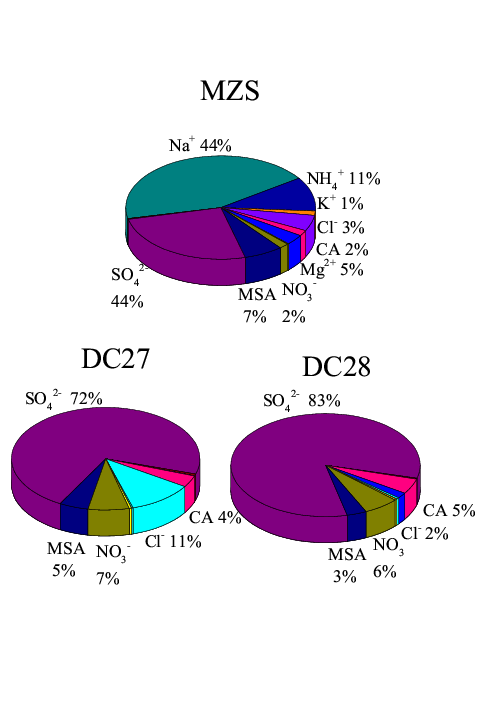 MZS
Na⁺ 44%
NH₄⁺ 11%
K⁺ 1%
Cl⁻ 3%
CA 2%
Mg²⁺ 5%
SO₄²⁻
44%
MSA
7%
NO₃⁻
2%
DC27
SO₄²⁻ 72%
CA 4%
Cl⁻ 11%
MSA
5%
NO₃⁻
7%
DC28
SO₄²⁻ 83%
CA 5%
Cl⁻ 2%
NO₃
6%
MSA
3%